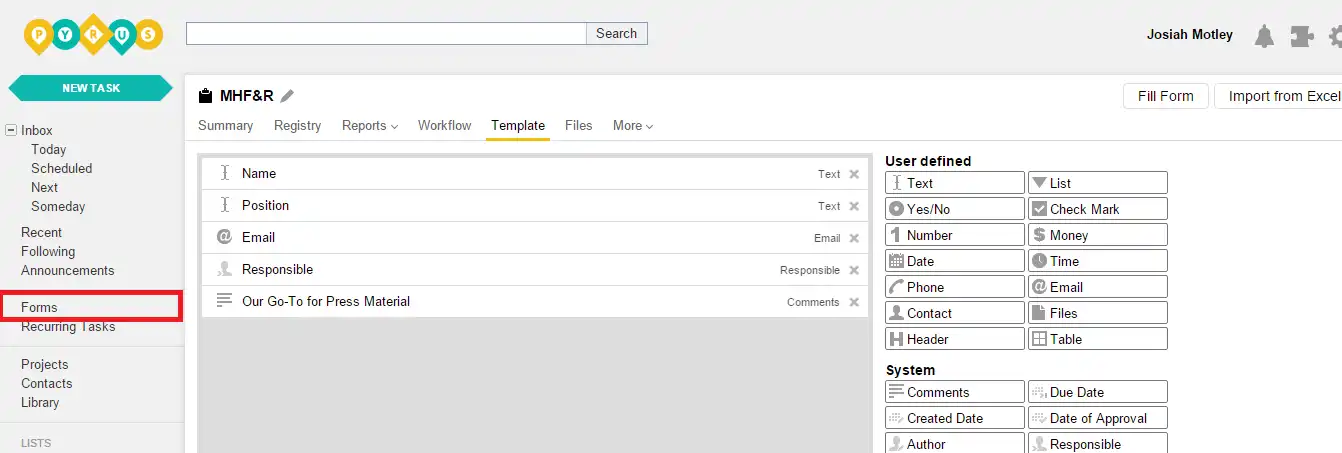 PYRUS
Search
Josiah Motley
NEW TASK
Inbox
Today
Scheduled
Next
Someday
Recent
Following
Announcements
Forms
Recurring Tasks
Projects
Contacts
Library
LISTS
MHF&R
Fill Form
Import from Excel
Summary Registry Reports Workflow Template Files More
Name Text
Position Text
Email Email
Responsible Responsible
Our Go-To for Press Material Comments
User defined
Text List
Yes/No Check Mark
Number Money
Date Time
Phone Email
Contact Files
Header Table
System
Comments Due Date
Created Date Date of Approval
Author Responsible